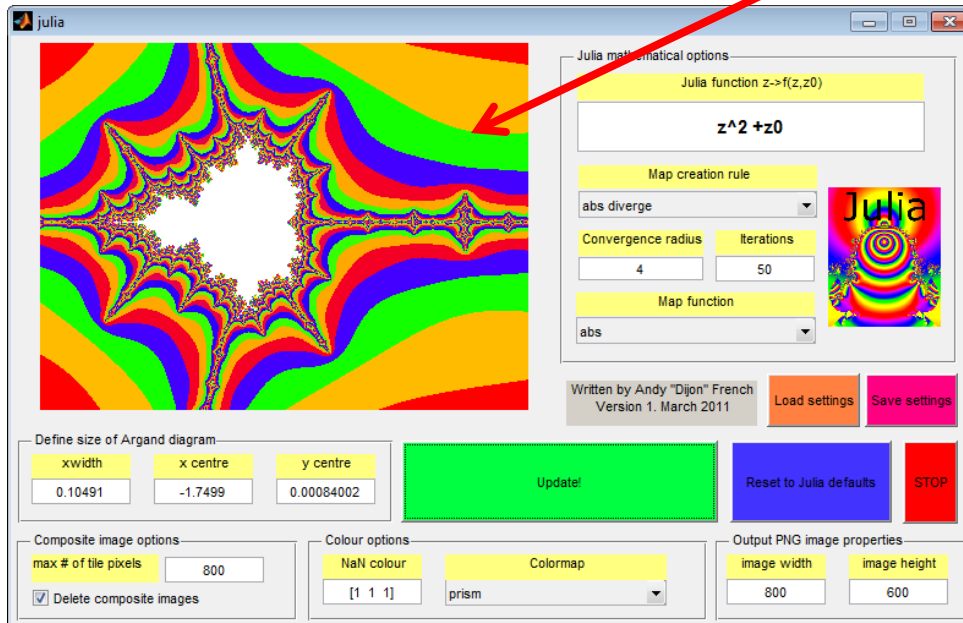 julia
Julia mathematical options
Julia function z->f(z,z0)
z^2 +z0
Map creation rule
abs diverge
Convergence radius
Iterations
4
50
Map function
abs
Julia
Written by Andy "Dijon" French
Version 1. March 2011
Load settings
Save settings
Define size of Argand diagram
xwidth
x centre
y centre
0.10491
-1.7499
0.00084002
Update!
Reset to Julia defaults
STOP
Composite image options
max # of tile pixels
800
Delete composite images
Colour options
NaN colour
Colormap
[1 1 1]
prism
Output PNG image properties
image width
image height
800
600